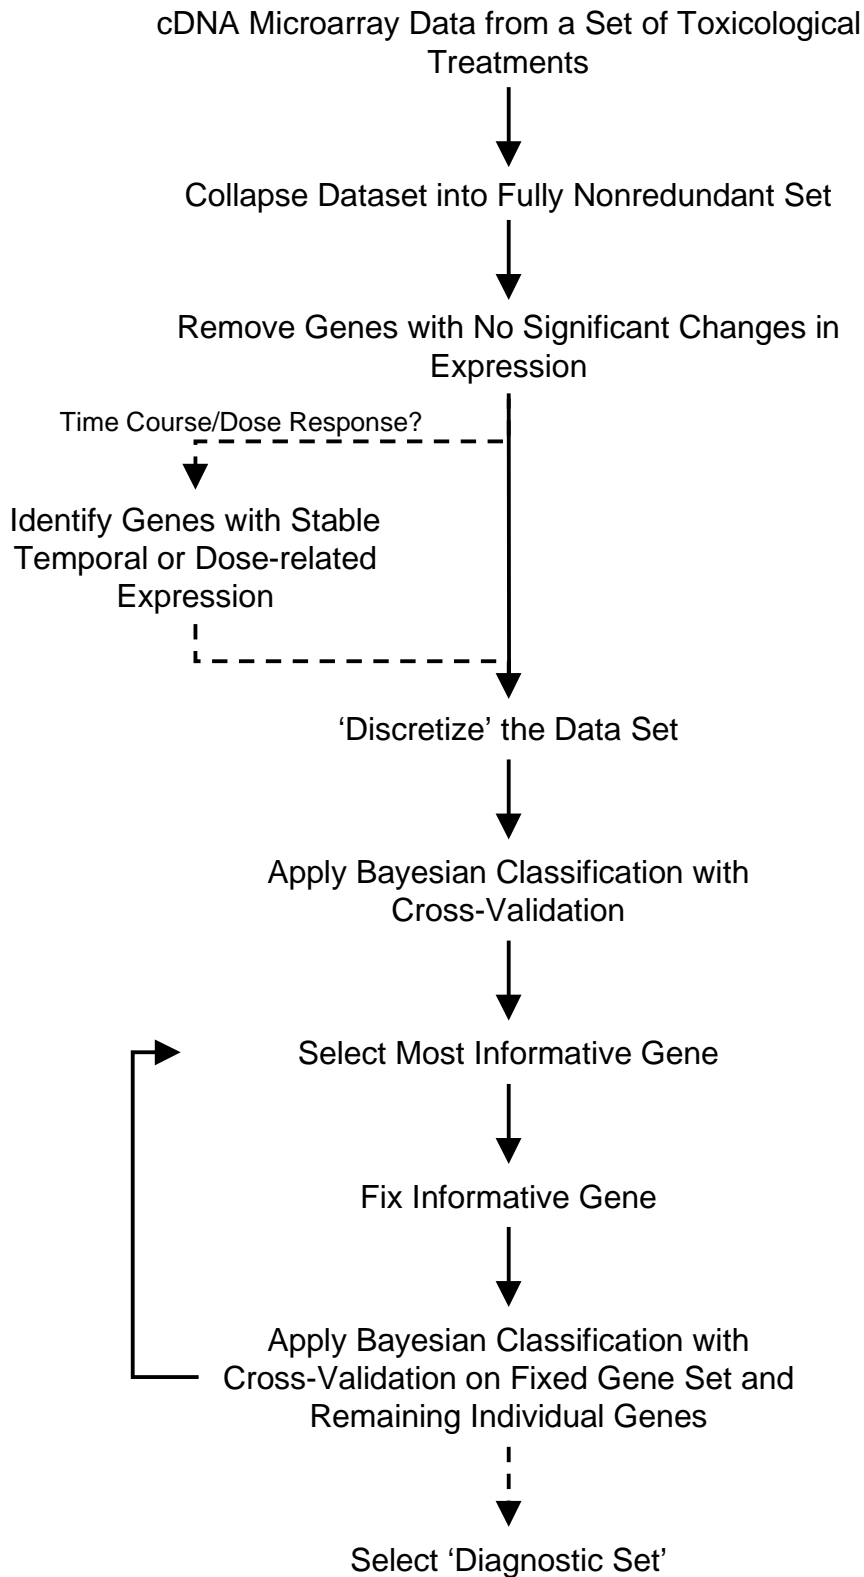 cDNA Microarray Data from a Set of Toxicological
Treatments
Collapse Dataset into Fully Nonredundant Set
Remove Genes with No Significant Changes in
Expression
Time Course/Dose Response?
Identify Genes with Stable
Temporal or Dose-related
Expression
‘Discretize’ the Data Set
Apply Bayesian Classification with
Cross-Validation
Select Most Informative Gene
Fix Informative Gene
Apply Bayesian Classification with
Cross-Validation on Fixed Gene Set and
Remaining Individual Genes
Select ‘Diagnostic Set’